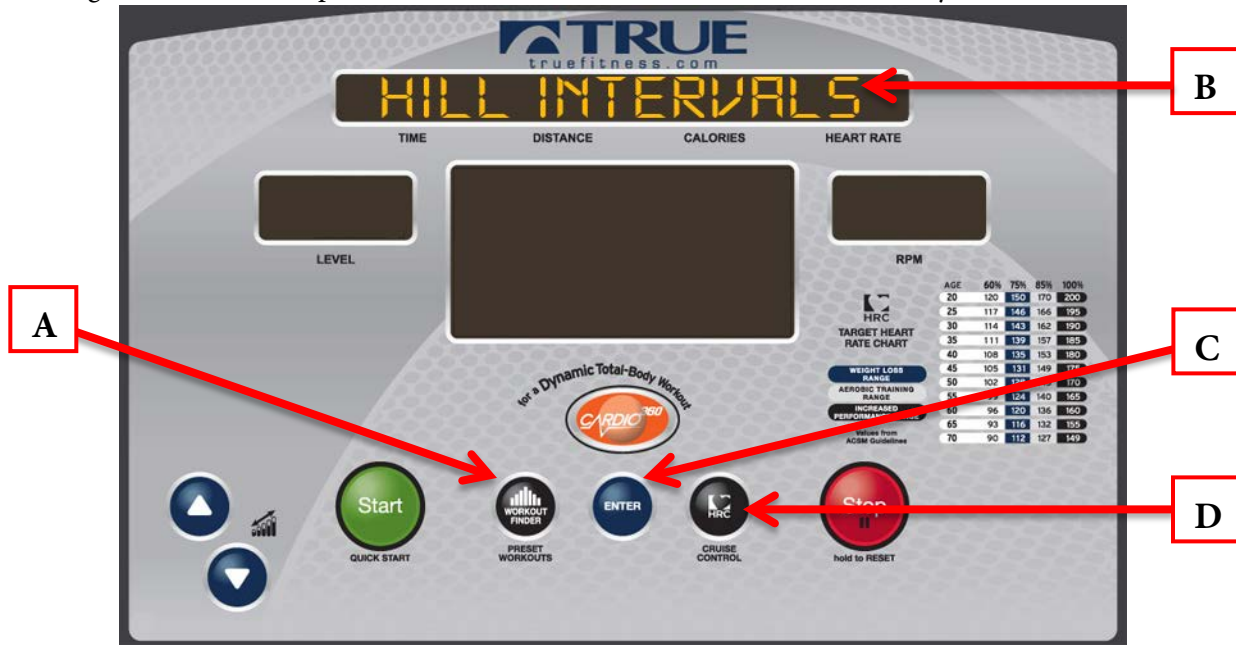 TRUE
truefitness.com
B
HILL INTERVALS
TIME DISTANCE CALORIES HEART RATE
LEVEL
RPM
A
HRC
TARGET HEART
RATE CHART
AGE 60% 75% 85% 100%
20 120 150 170 200
25 117 146 166 195
30 114 143 162 190
35 111 139 157 185
40 108 135 153 180
45 105 131 149 175
50 102 170
55 124 140 165
60 96 120 136 160
65 93 116 132 155
70 90 112 127 149
WEIGHT LOSS
RANGE
AEROBIC TRAINING
RANGE
INCREASED
Values from
ACSM Guidelines
C
for a Dynamic Total-Body Workout
CARDIO 360
Start
WORKOUT
FINDER
ENTER
HRC
Stop
D
QUICK START
PRESET
WORKOUTS
CRUISE
CONTROL
hold to RESET